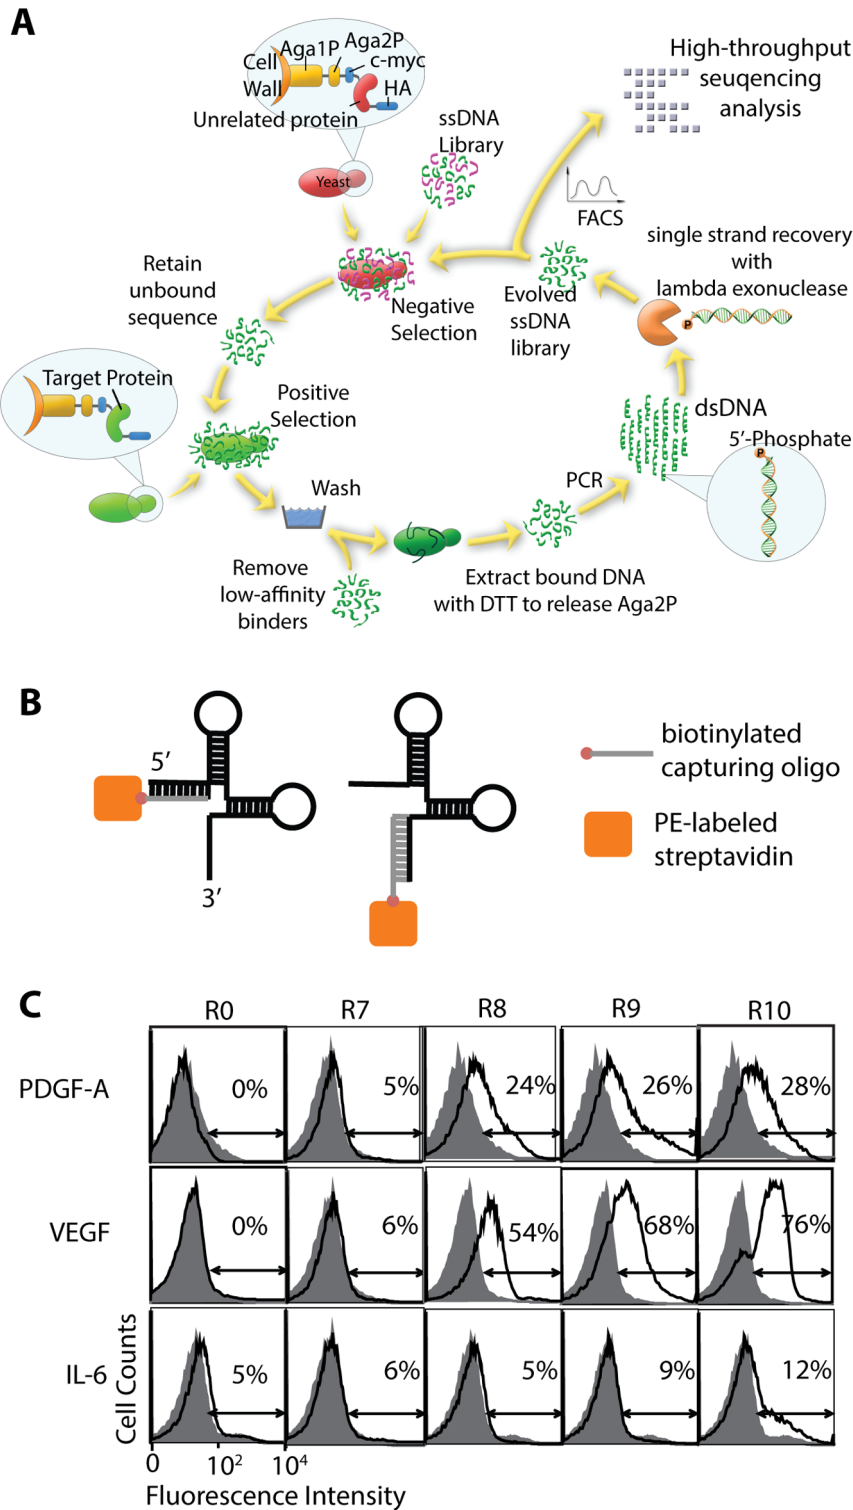 A
Aga1P
Aga2P
Cell
c-myc
Wall
HA
Unrelated protein
ssDNA
Library
High-throughput
seuqencing
analysis
Yeast
FACS
single strand recovery
with
lambda exonuclease
P
Retain
unbound
sequence
Negative
Selection
Evolved
ssDNA
library
Target Protein
Positive
Selection
dsDNA
5’-Phosphate
P
Wash
PCR
Remove
low-affinity
binders
Extract bound DNA
with DTT to release Aga2P
B
5’
3’
biotinylated
capturing oligo
PE-labeled
streptavidin
C
R0 R7 R8 R9 R10
PDGF-A 0% 5% 24% 26% 28%
VEGF 0% 6% 54% 68% 76%
IL-6 5% 6% 5% 9% 12%
Cell Counts
0 10² 10⁴
Fluorescence Intensity